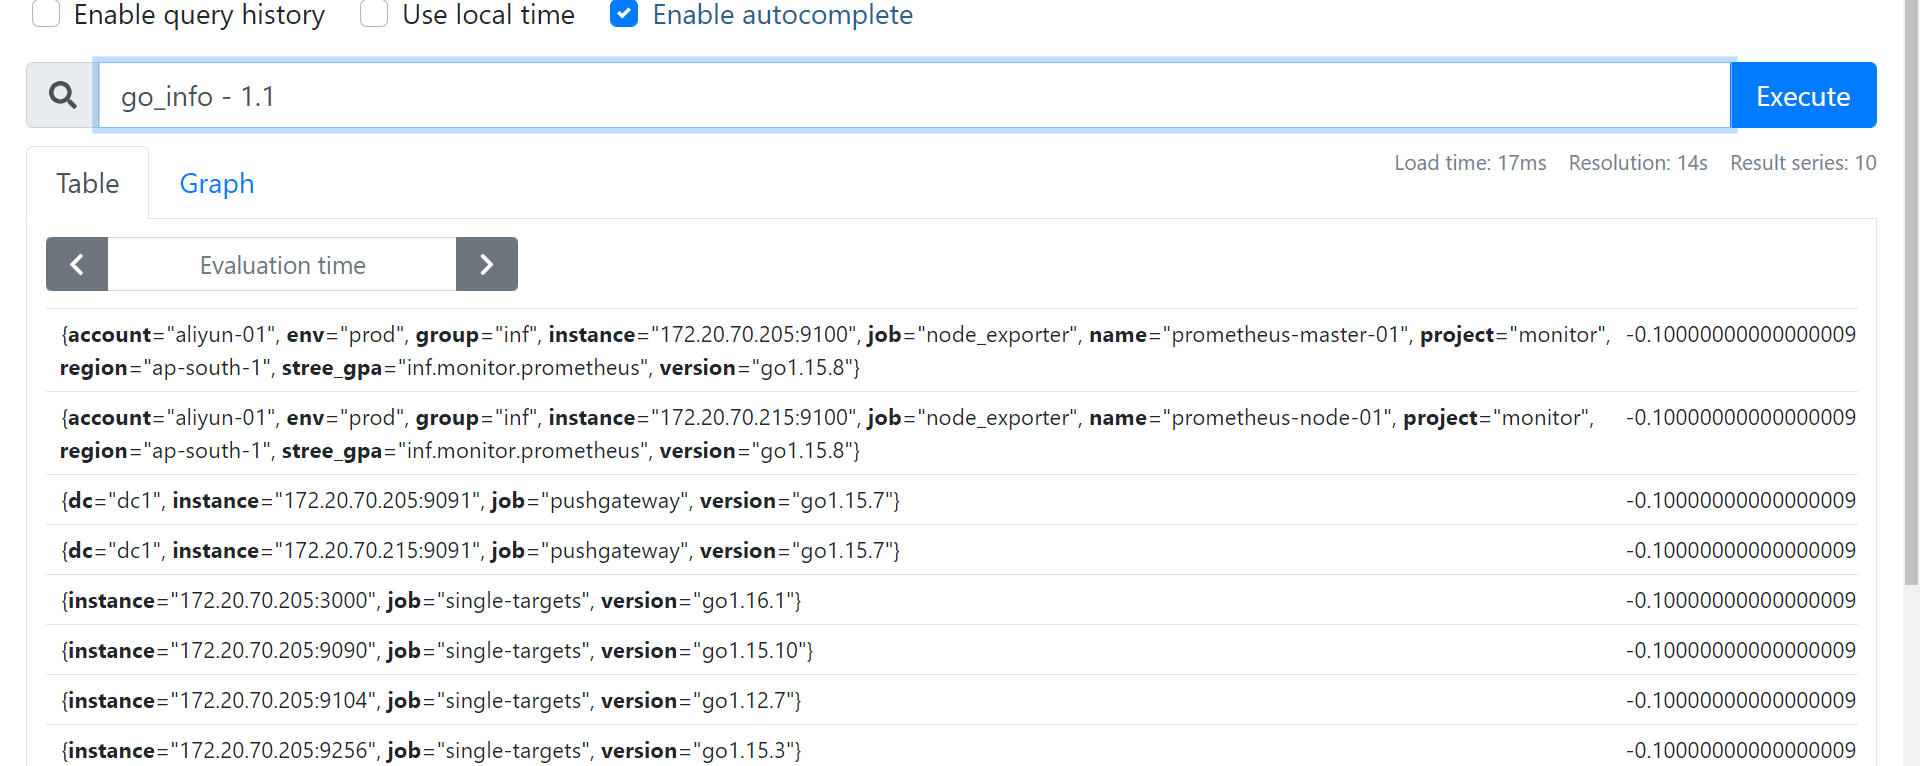 Enable query history Use local time Enable autocomplete
go_info - 1.1 Execute
Load time: 17ms Resolution: 14s Result series: 10
Table Graph
Evaluation time
{account="aliyun-01", env="prod", group="inf", instance="172.20.70.205:9100", job="node_exporter", name="prometheus-master-01", project="monitor", -0.10000000000000009
region="ap-south-1", stree_gpa="inf.monitor.prometheus", version="go1.15.8"}
{account="aliyun-01", env="prod", group="inf", instance="172.20.70.215:9100", job="node_exporter", name="prometheus-node-01", project="monitor", -0.10000000000000009
region="ap-south-1", stree_gpa="inf.monitor.prometheus", version="go1.15.8"}
{dc="dc1", instance="172.20.70.205:9091", job="pushgateway", version="go1.15.7"} -0.10000000000000009
{dc="dc1", instance="172.20.70.215:9091", job="pushgateway", version="go1.15.7"} -0.10000000000000009
{instance="172.20.70.205:3000", job="single-targets", version="go1.16.1"} -0.10000000000000009
{instance="172.20.70.205:9090", job="single-targets", version="go1.15.10"} -0.10000000000000009
{instance="172.20.70.205:9104", job="single-targets", version="go1.12.7"} -0.10000000000000009
{instance="172.20.70.205:9256", job="single-targets", version="go1.15.3"} -0.10000000000000009